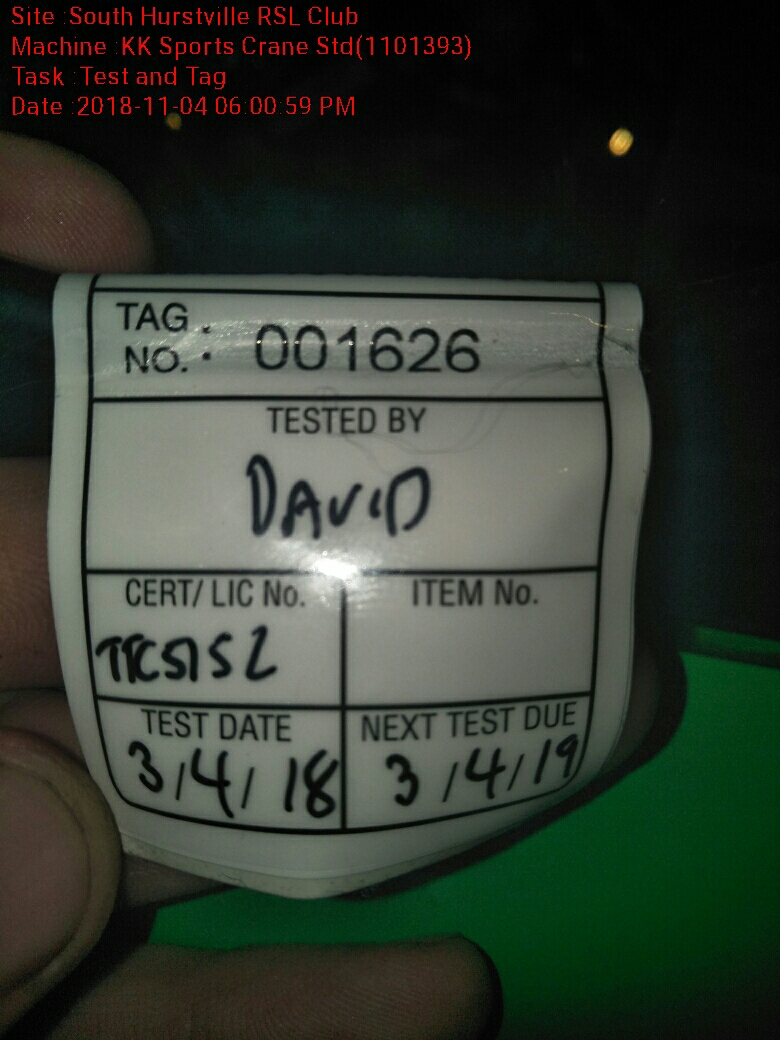 Site :South Hurstville RSL Club
Machine :KK Sports Crane Std(1101393)
Task :Test and Tag
Date :2018-11-04 06:00:59 PM
TAG NO. : 001626
TESTED BY
DAVID
CERT/ LIC No. ITEM No.
TEST DATE NEXT TEST DUE
3/4/18 3/4/19